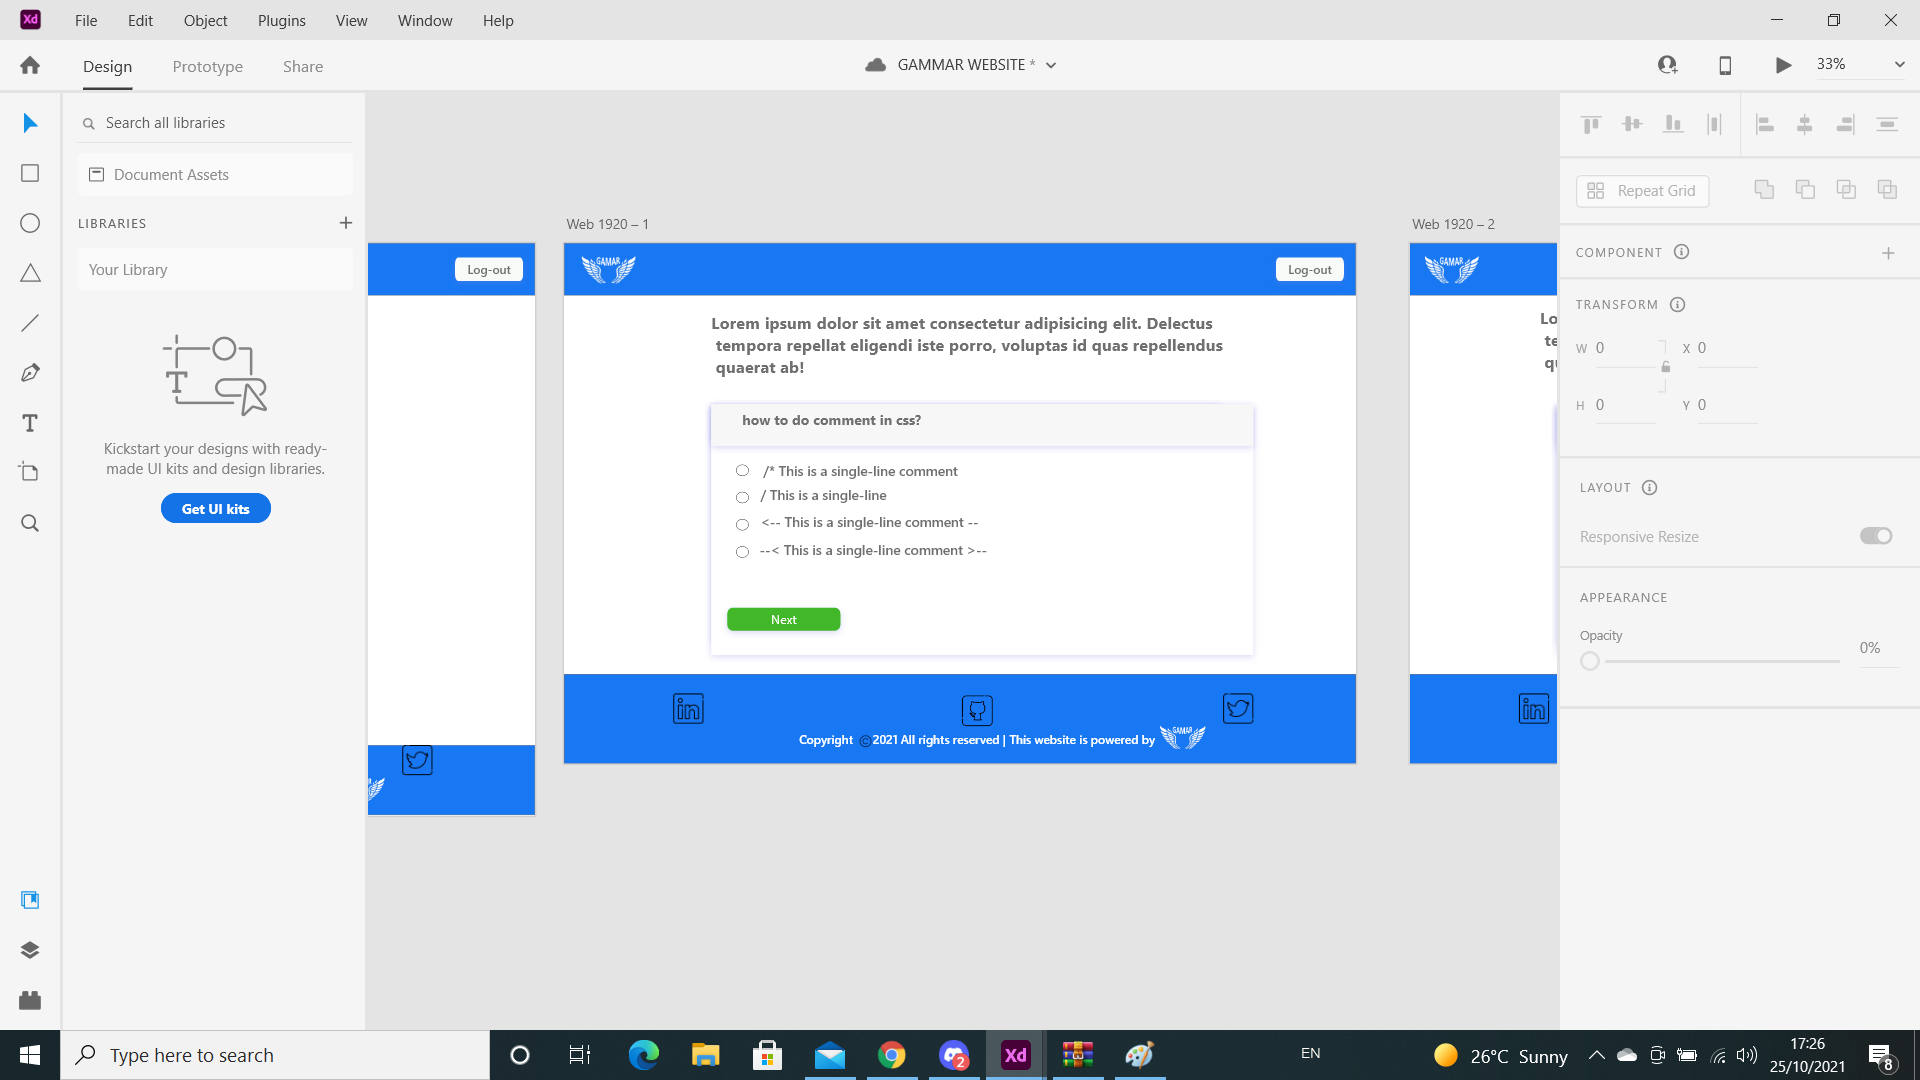 Xd File Edit Object Plugins View Window Help
Design Prototype Share
GAMMAR WEBSITE *
33%
Search all libraries
Document Assets
LIBRARIES
Your Library
Kickstart your designs with ready-
made UI kits and design libraries.
Get UI kits
Log-out
Web 1920 – 1
GAMAR
Log-out
Lorem ipsum dolor sit amet consectetur adipisicing elit. Delectus
tempora repellat eligendi iste porro, voluptas id quas repellendus
quaerat ab!
how to do comment in css?
/* This is a single-line comment
/ This is a single-line
<-- This is a single-line comment --
--< This is a single-line comment >--
Next
in
Copyright ©2021 All rights reserved | This website is powered by GAMAR
Web 1920 – 2
GAMAR
Lo
te
qu
in
Repeat Grid
COMPONENT
TRANSFORM
W 0 X 0
H 0 Y 0
LAYOUT
Responsive Resize
APPEARANCE
Opacity
0%
Type here to search
2
Xd
EN
26°C Sunny
17:26
25/10/2021
8